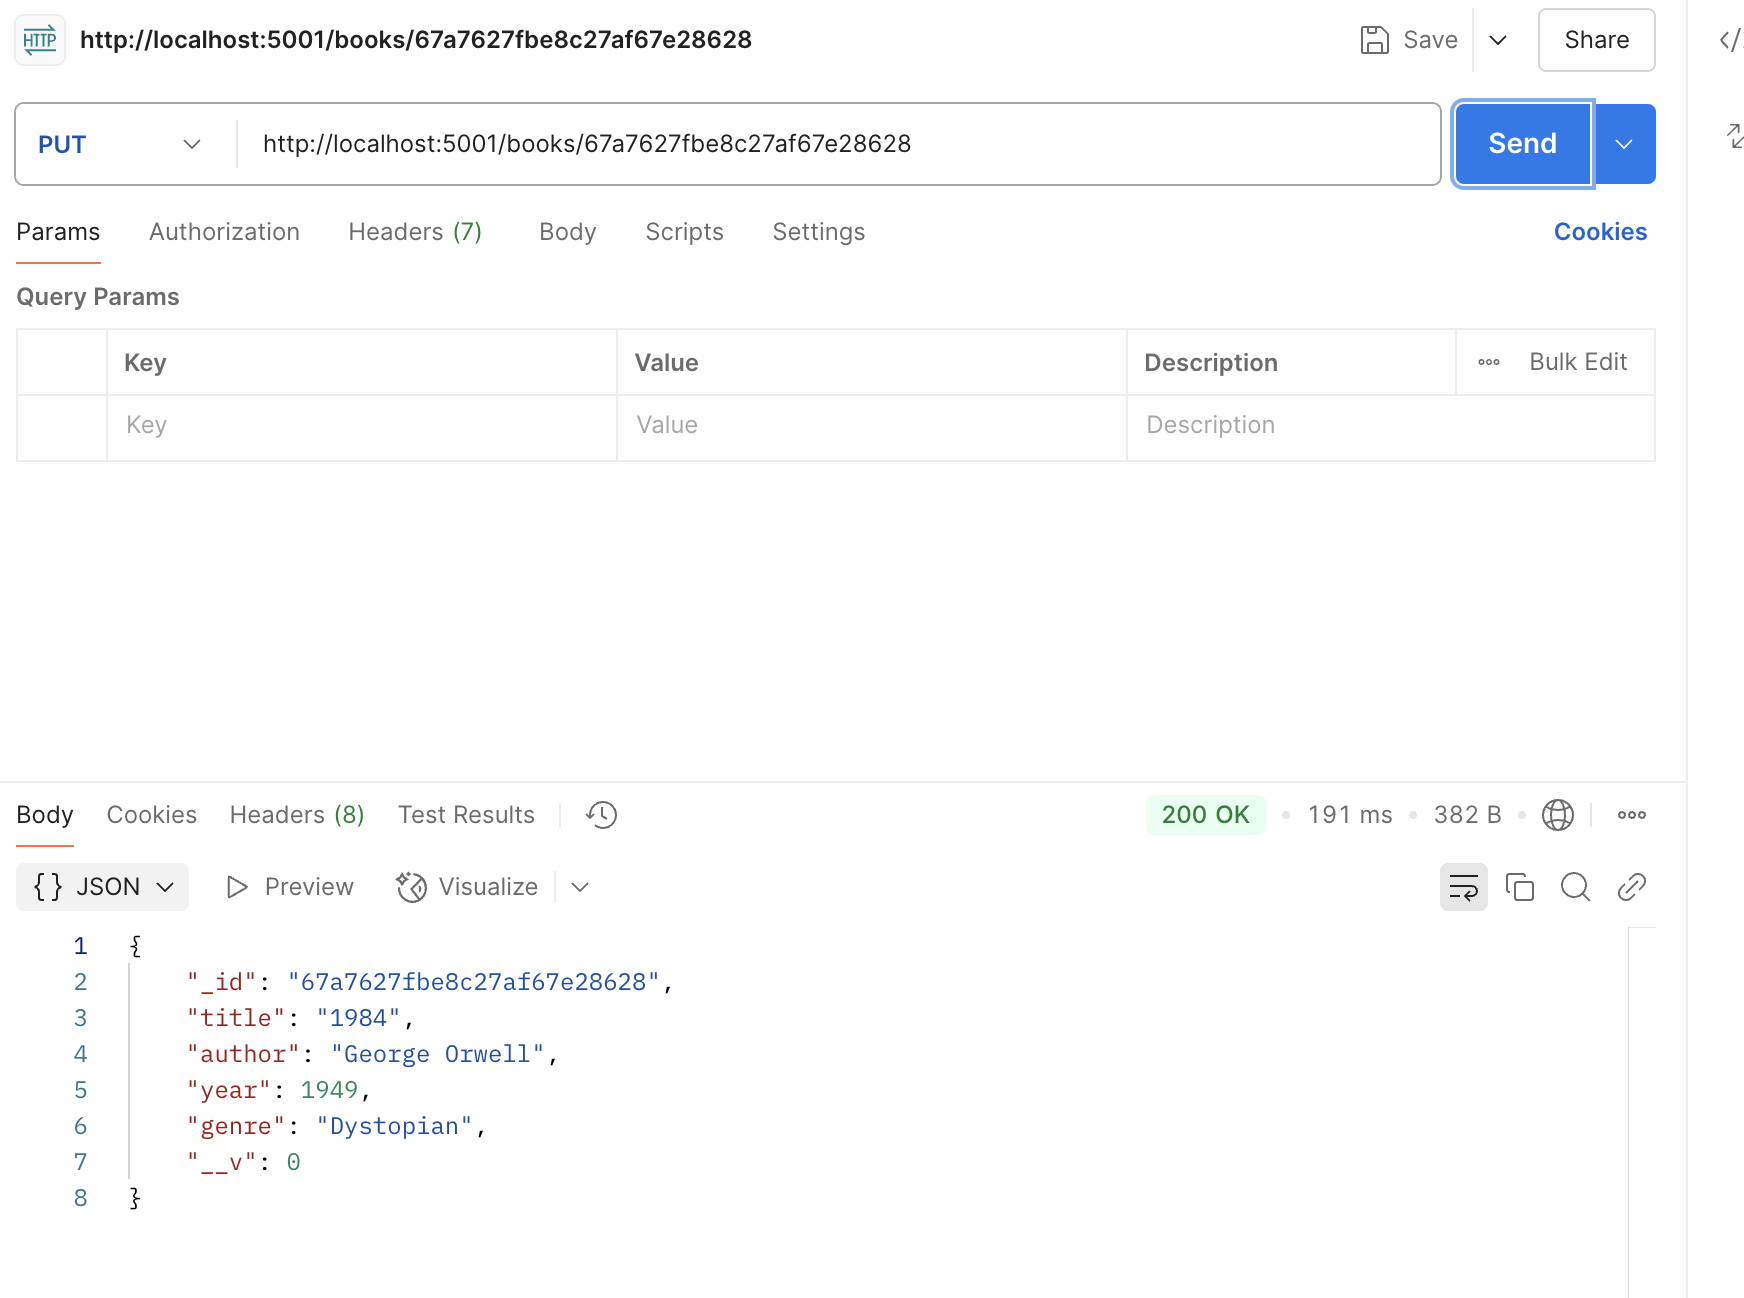 HTTP http://localhost:5001/books/67a7627fbe8c27af67e28628 Save Share
PUT http://localhost:5001/books/67a7627fbe8c27af67e28628 Send
Params Authorization Headers (7) Body Scripts Settings Cookies
Query Params
Key Value Description Bulk Edit
Key Value Description
Body Cookies Headers (8) Test Results 200 OK • 191 ms • 382 B
{} JSON Preview Visualize
1 {
2 "_id": "67a7627fbe8c27af67e28628",
3 "title": "1984",
4 "author": "George Orwell",
5 "year": 1949,
6 "genre": "Dystopian",
7 "__v": 0
8 }